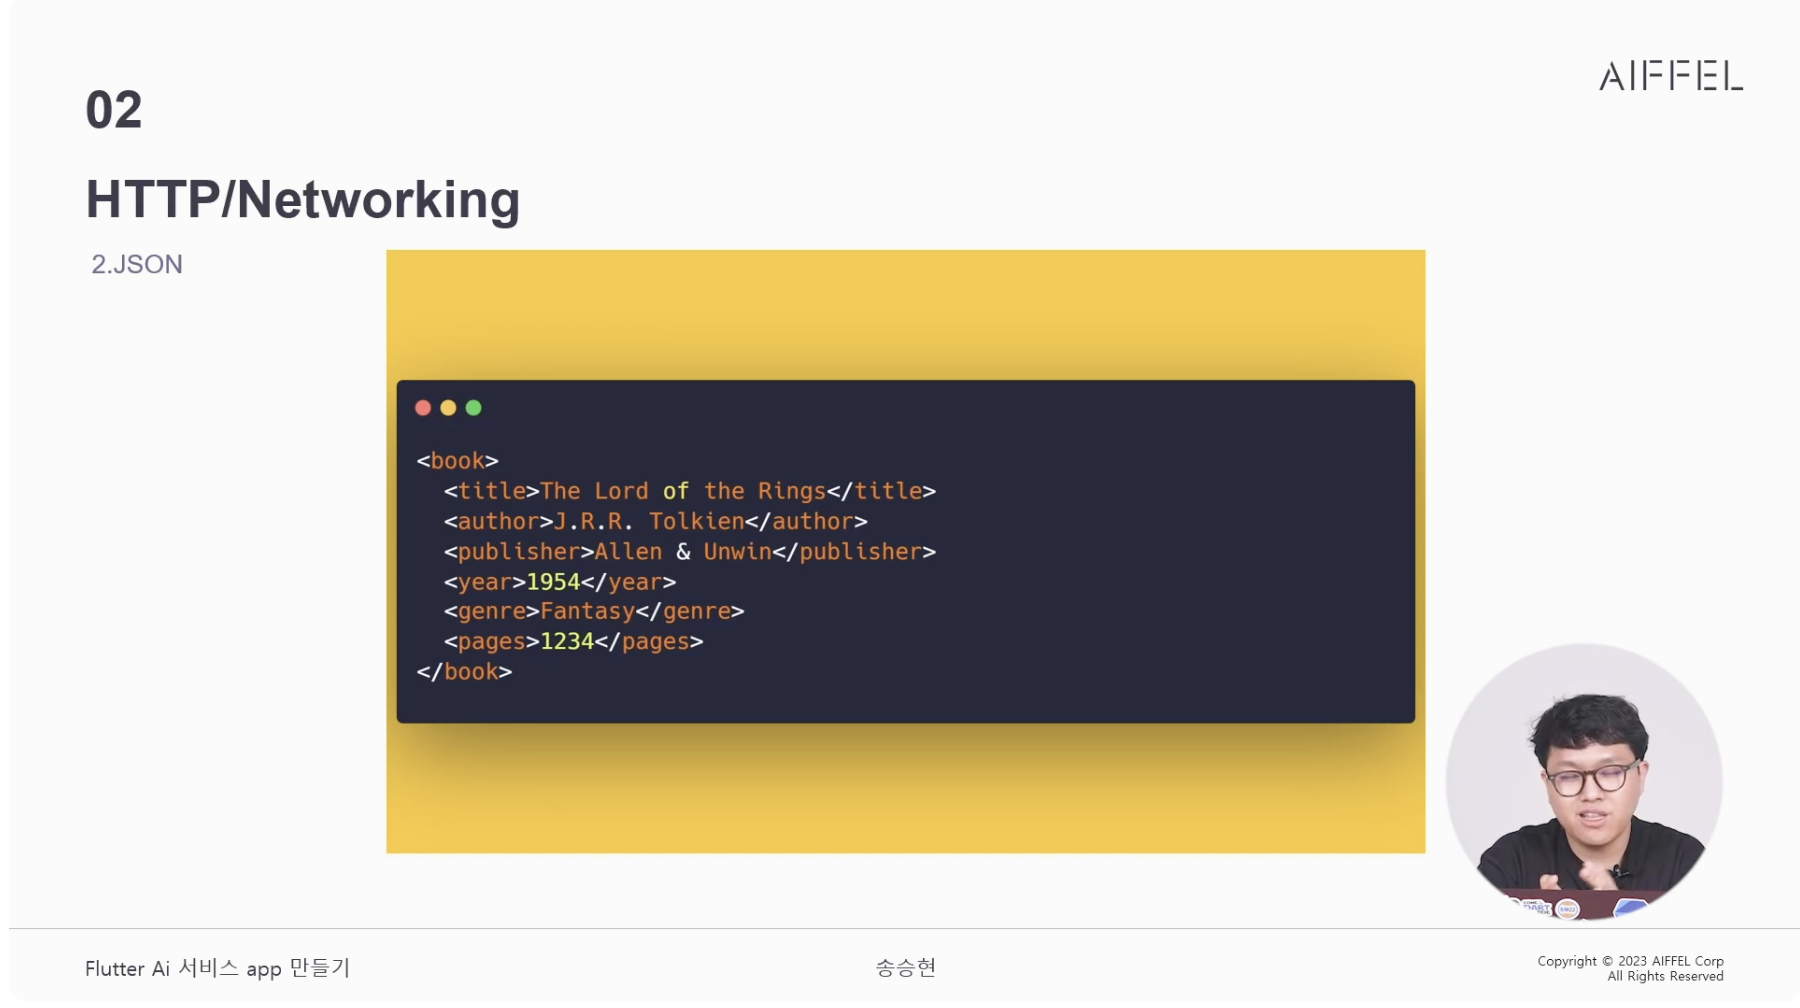 AIFFEL
02
HTTP/Networking
2.JSON
<book>
  <title>The Lord of the Rings</title>
  <author>J.R.R. Tolkien</author>
  <publisher>Allen & Unwin</publisher>
  <year>1954</year>
  <genre>Fantasy</genre>
  <pages>1234</pages>
</book>
Flutter Ai 서비스 app 만들기
송승현
Copyright © 2023 AIFFEL Corp
All Rights Reserved